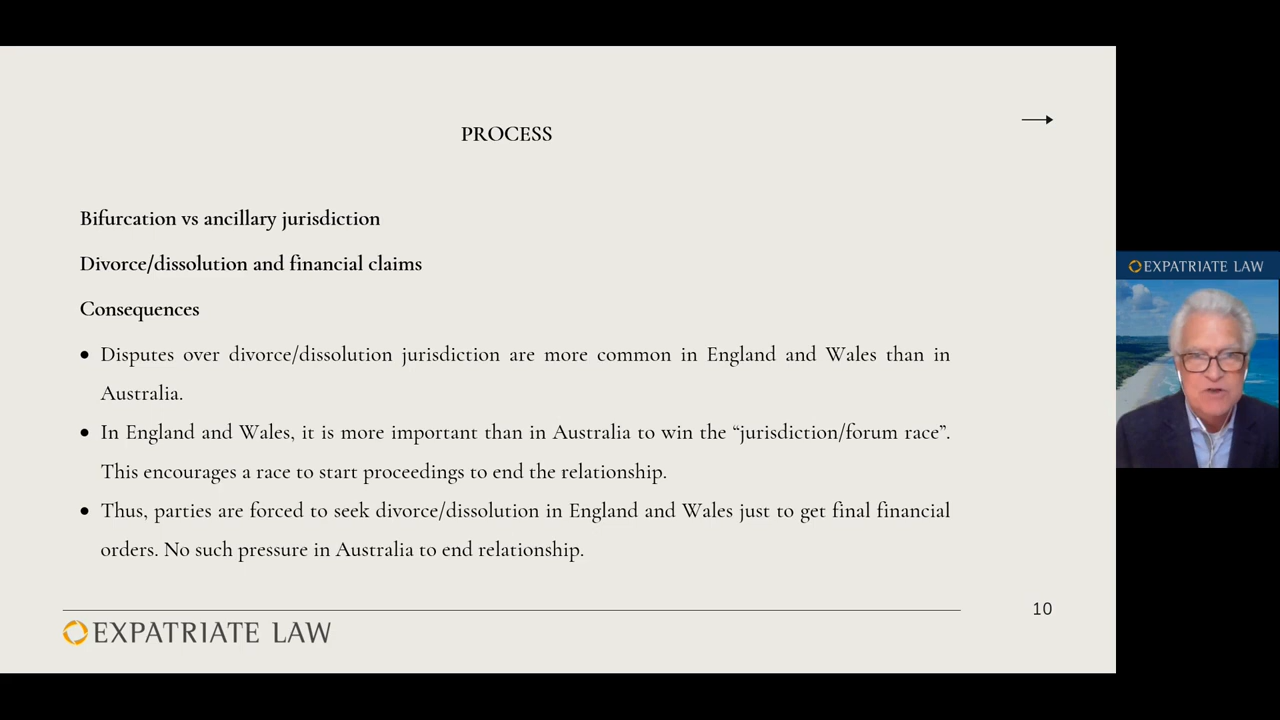 PROCESS
Bifurcation vs ancillary jurisdiction
Divorce/dissolution and financial claims
Consequences
• Disputes over divorce/dissolution jurisdiction are more common in England and Wales than in
Australia.
• In England and Wales, it is more important than in Australia to win the “jurisdiction/forum race”.
This encourages a race to start proceedings to end the relationship.
• Thus, parties are forced to seek divorce/dissolution in England and Wales just to get final financial
orders. No such pressure in Australia to end relationship.
10
EXPATRIATE LAW
EXPATRIATE LAW